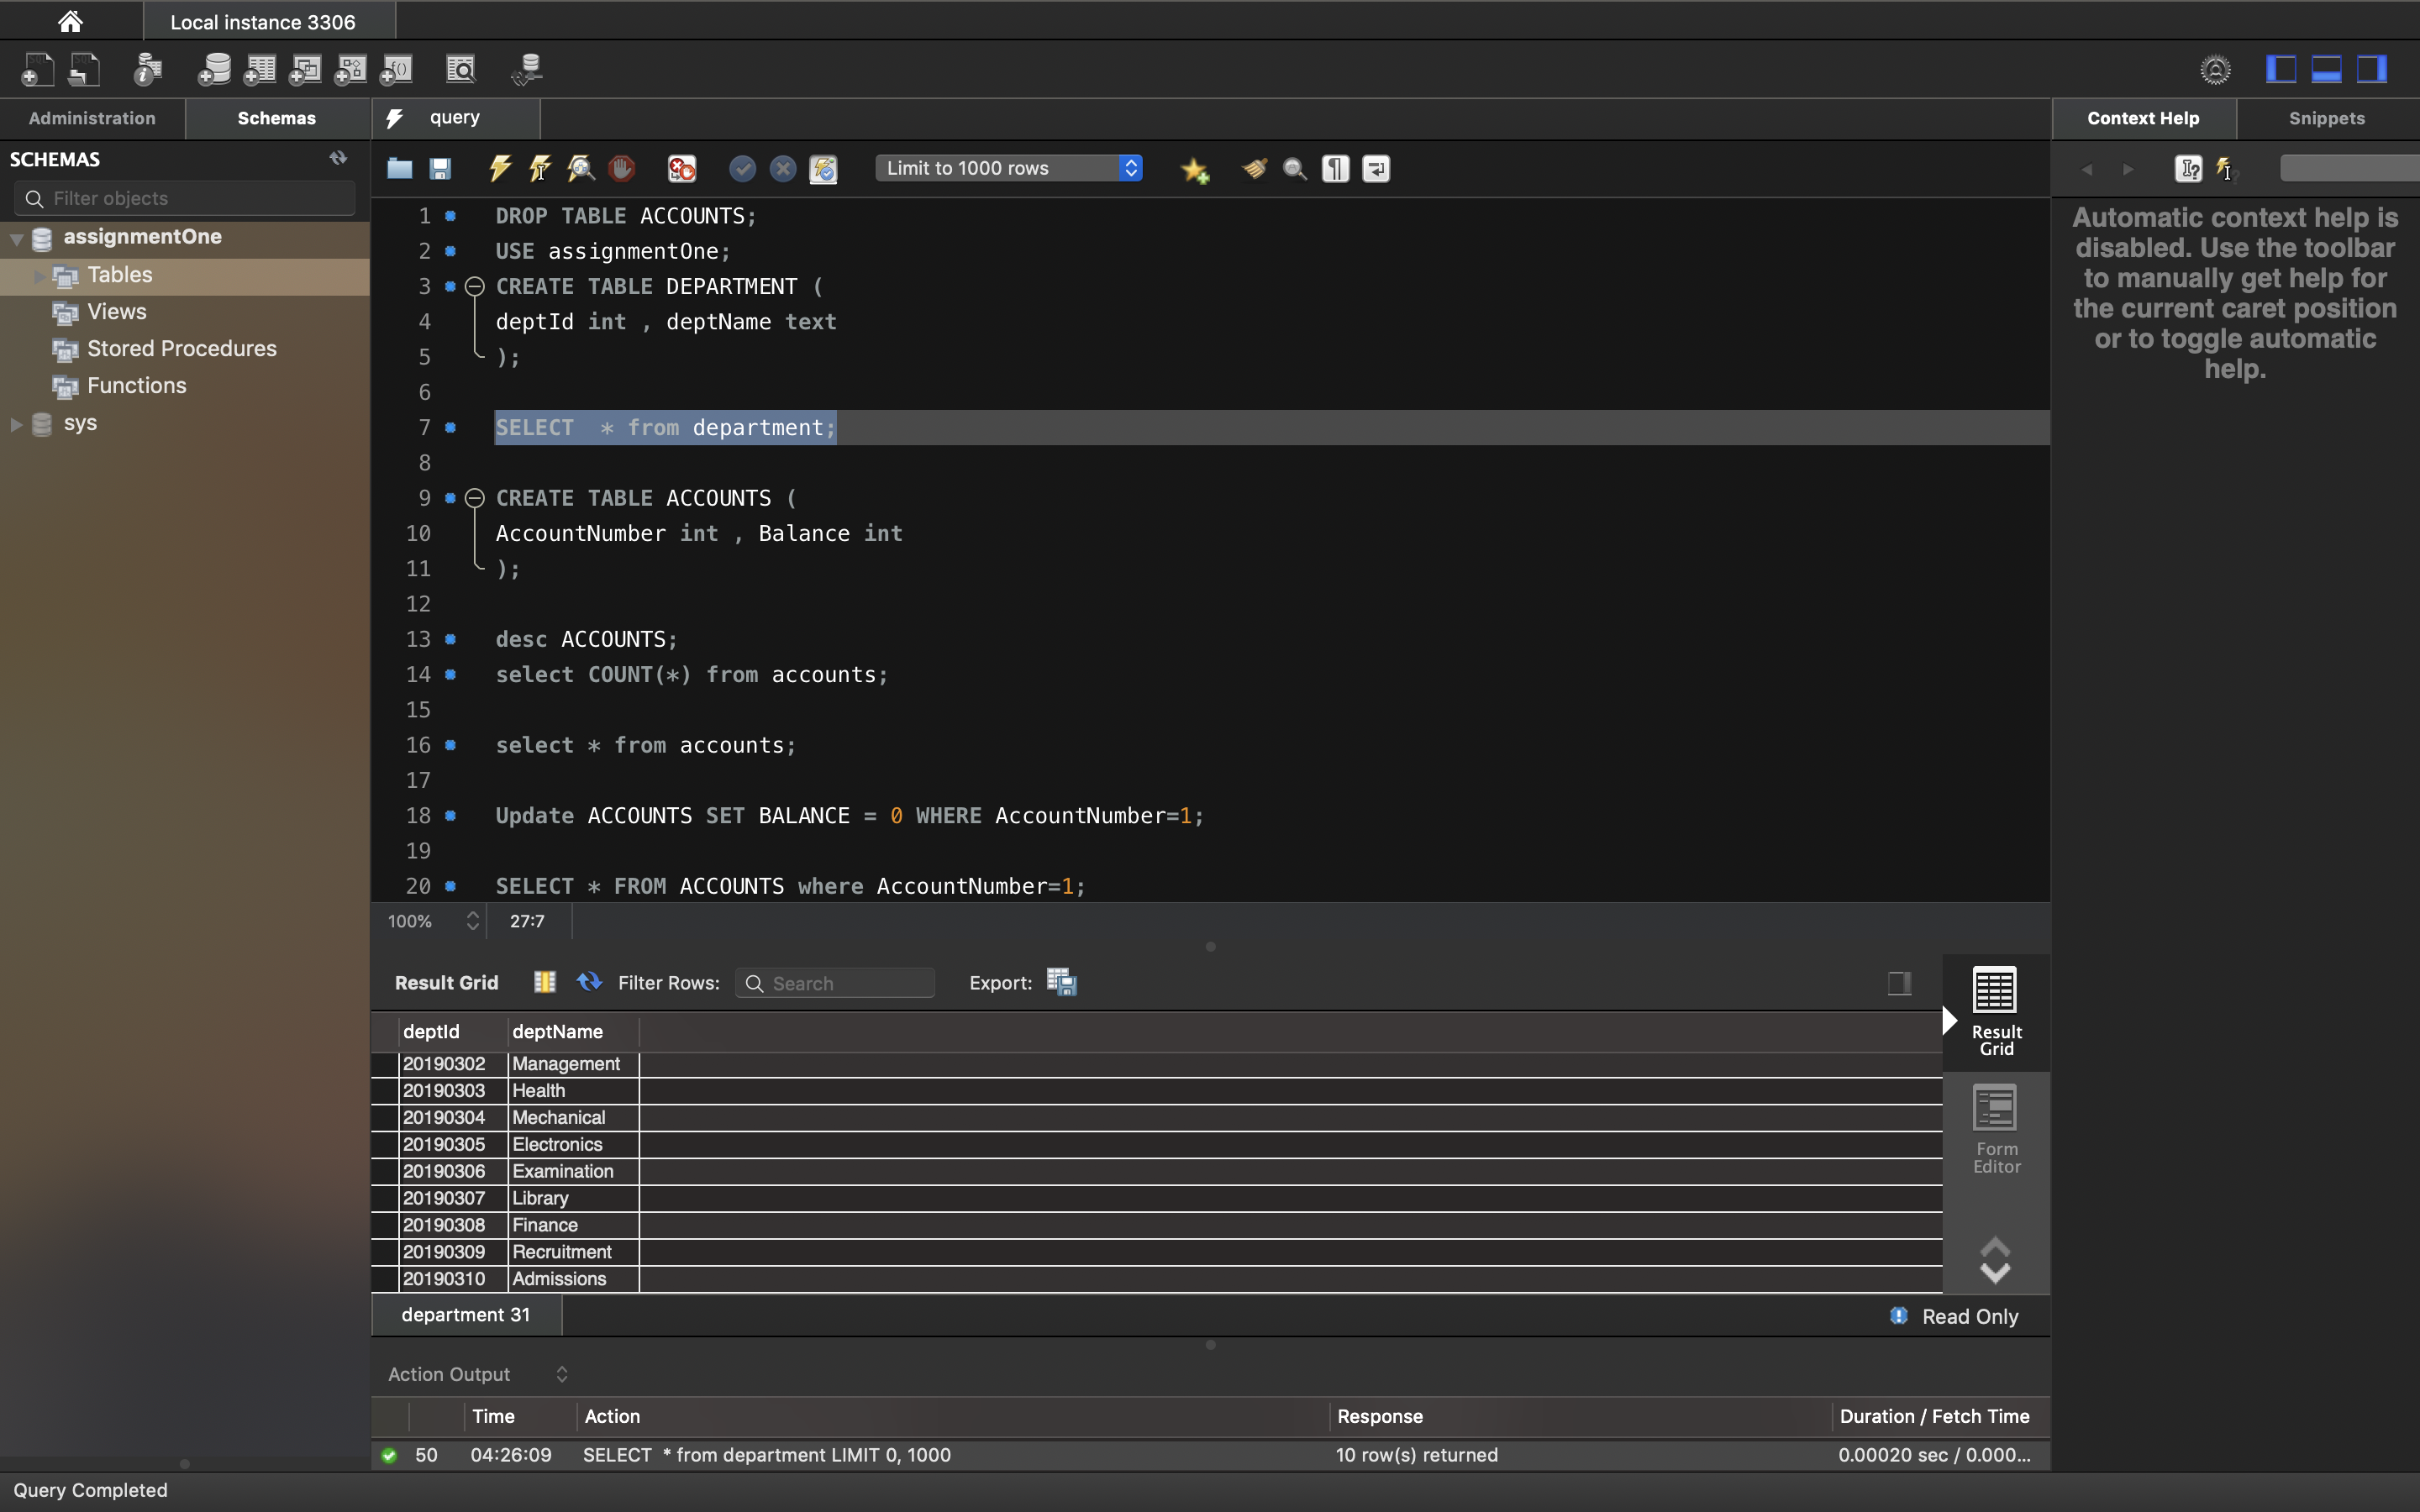 Local instance 3306
Administration
Schemas
query
Context Help
Snippets
SCHEMAS
Filter objects
assignmentOne
Tables
Views
Stored Procedures
Functions
sys
Limit to 1000 rows
1 DROP TABLE ACCOUNTS;
2 USE assignmentOne;
3 CREATE TABLE DEPARTMENT (
4 deptId int , deptName text
5 );
6
7 SELECT  * from department;
8
9 CREATE TABLE ACCOUNTS (
10 AccountNumber int , Balance int
11 );
12
13 desc ACCOUNTS;
14 select COUNT(*) from accounts;
15
16 select * from accounts;
17
18 Update ACCOUNTS SET BALANCE = 0 WHERE AccountNumber=1;
19
20 SELECT * FROM ACCOUNTS where AccountNumber=1;
Automatic context help is
disabled. Use the toolbar
to manually get help for
the current caret position
or to toggle automatic
help.
100% 27:7
Result Grid Filter Rows: Search Export:
deptId deptName
20190302 Management
20190303 Health
20190304 Mechanical
20190305 Electronics
20190306 Examination
20190307 Library
20190308 Finance
20190309 Recruitment
20190310 Admissions
Result
Grid
Form
Editor
department 31
Read Only
Action Output
Time Action Response Duration / Fetch Time
50 04:26:09 SELECT  * from department LIMIT 0, 1000 10 row(s) returned 0.00020 sec / 0.000...
Query Completed